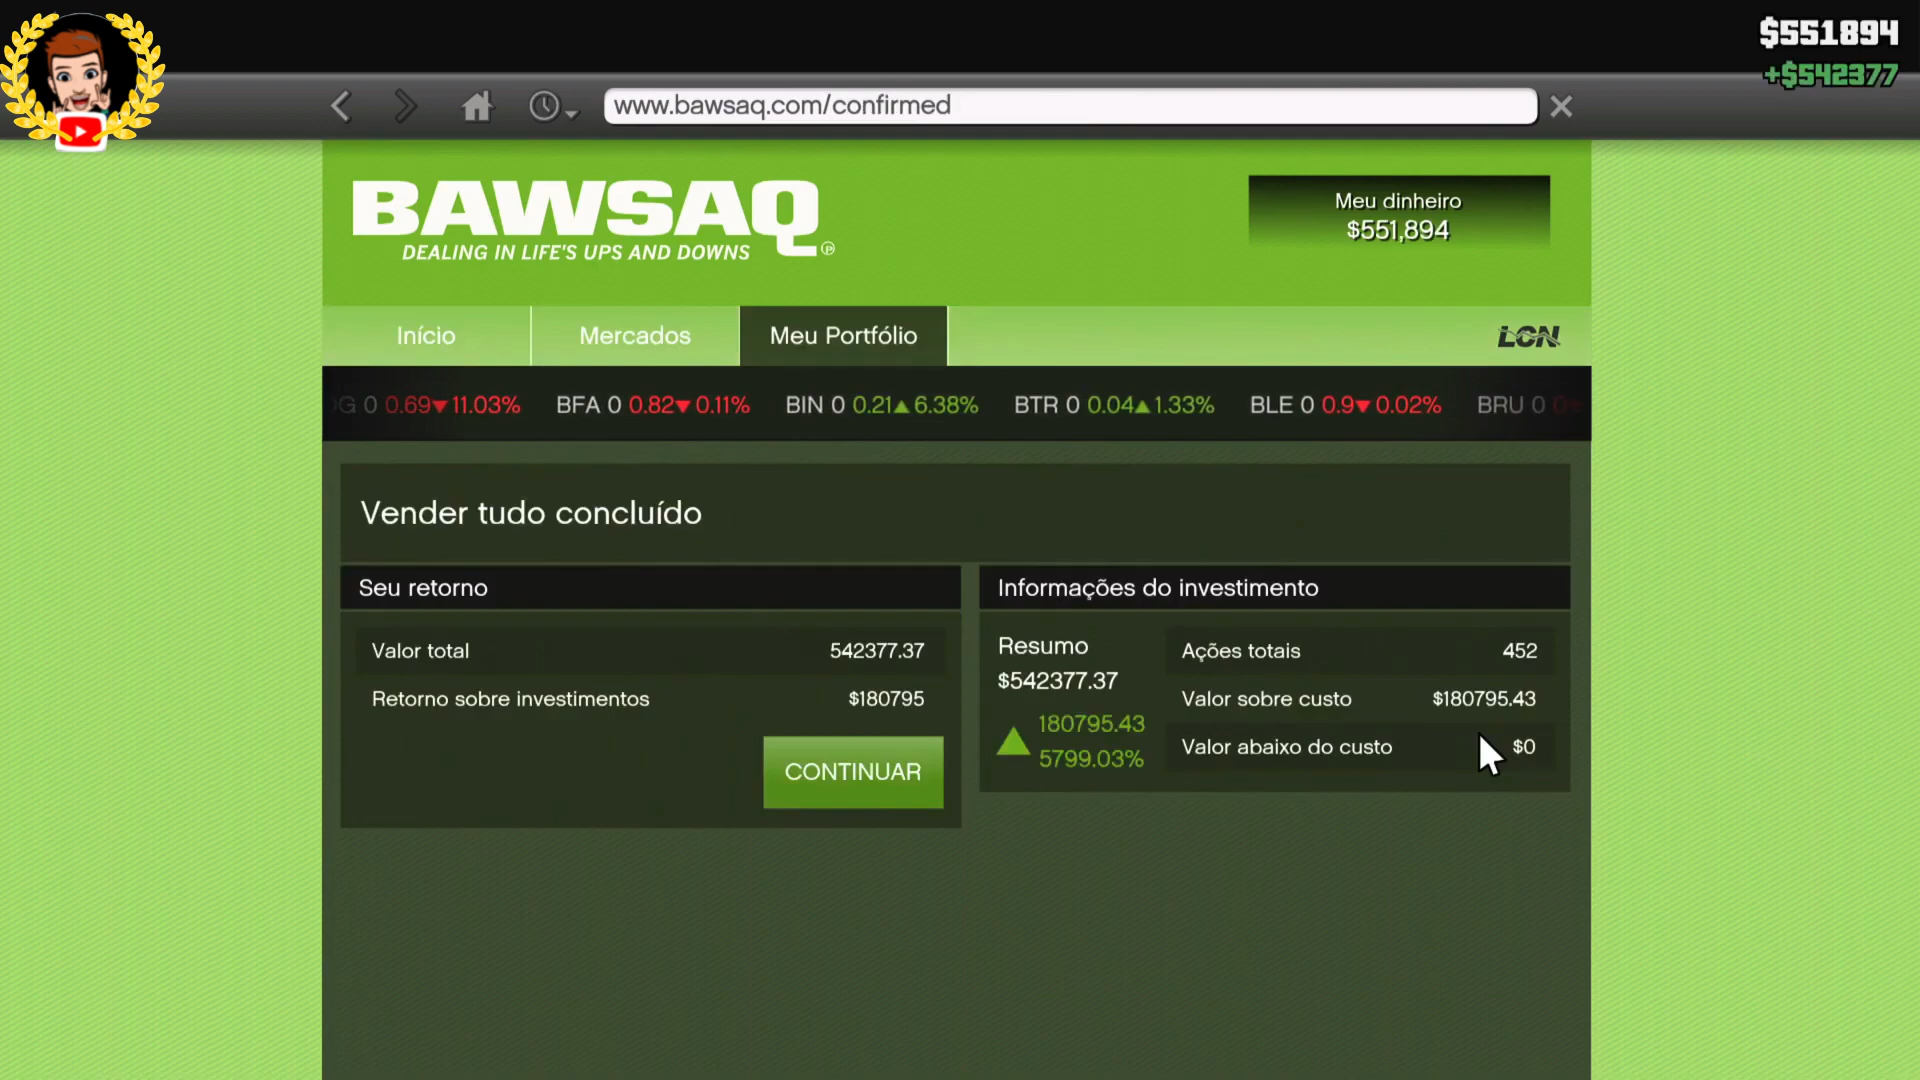 $551894
+$542377
www.bawsaq.com/confirmed
BAWSAQ
DEALING IN LIFE'S UPS AND DOWNS
Meu dinheiro
$551,894
Início
Mercados
Meu Portfólio
LCN
G 0 0.69▼11.03% BFA 0 0.82▼0.11% BIN 0 0.21▲6.38% BTR 0 0.04▲1.33% BLE 0 0.9▼0.02% BRU 0 0
Vender tudo concluído
Seu retorno
Valor total 542377.37
Retorno sobre investimentos $180795
CONTINUAR
Informações do investimento
Resumo
$542377.37
▲ 180795.43
5799.03%
Ações totais 452
Valor sobre custo $180795.43
Valor abaixo do custo $0